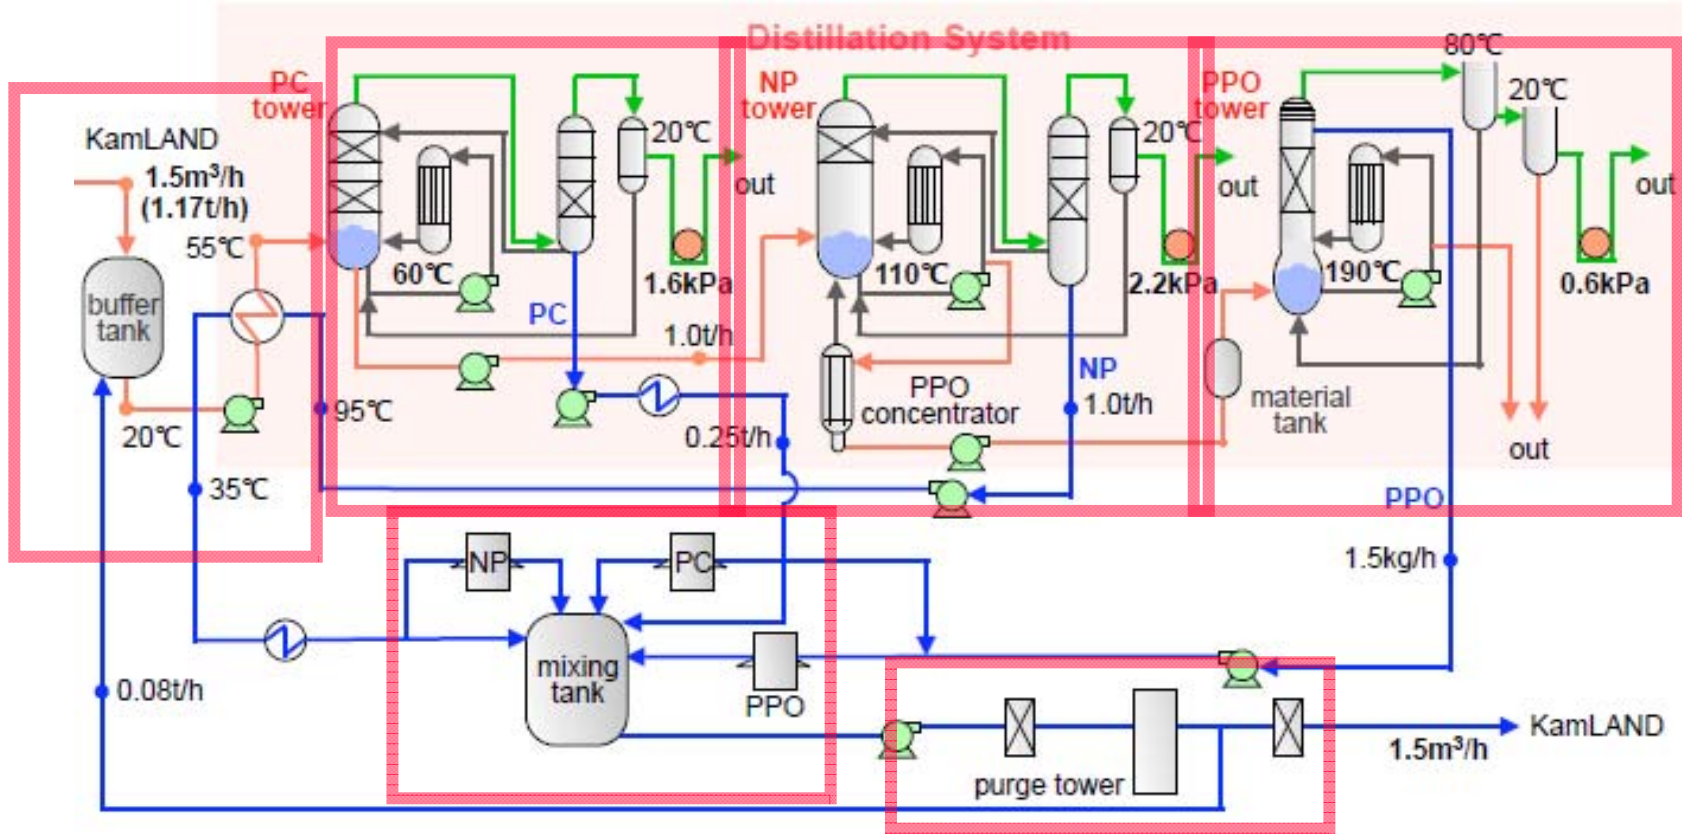 Distillation System
PC
tower
NP
tower
PPO
tower
80℃
20℃
KamLAND
1.5m³/h
(1.17t/h)
55℃
buffer
tank
20℃
95℃
35℃
0.08t/h
60℃
20℃
out
1.6kPa
PC
1.0t/h
0.25t/h
110℃
20℃
out
2.2kPa
PPO
concentrator
NP
1.0t/h
190℃
out
0.6kPa
material
tank
out
PPO
1.5kg/h
NP
PC
mixing
tank
PPO
purge tower
KamLAND
1.5m³/h